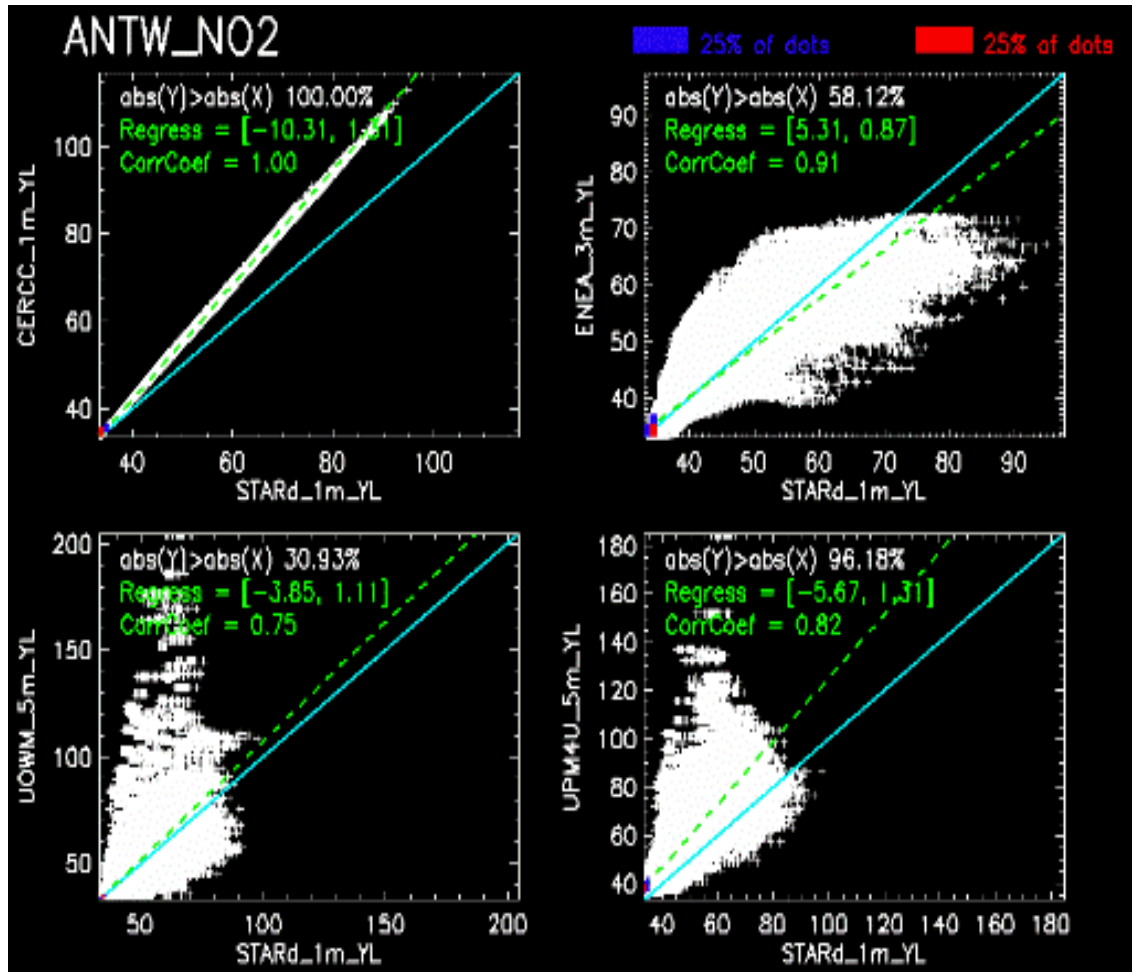 ANTW_NO2
25% of dots
25% of dots
abs(Y)>abs(X) 100.00%
Regress = [-10.31, 1.31]
CorrCoef = 1.00
CERCC_1m_YL
100
80
60
40
40 60 80 100
STARd_1m_YL
abs(Y)>abs(X) 58.12%
Regress = [5.31, 0.87]
CorrCoef = 0.91
ENEA_3m_YL
90
80
70
60
50
40
40 50 60 70 80 90
STARd_1m_YL
abs(Y)>abs(X) 30.93%
Regress = [-3.85, 1.11]
CorrCoef = 0.75
UOWM_5m_YL
200
150
100
50
50 100 150 200
STARd_1m_YL
abs(Y)>abs(X) 96.18%
Regress = [-5.67, 1.31]
CorrCoef = 0.82
UPM4U_5m_YL
180
160
140
120
100
80
60
40
40 60 80 100 120 140 160 180
STARd_1m_YL